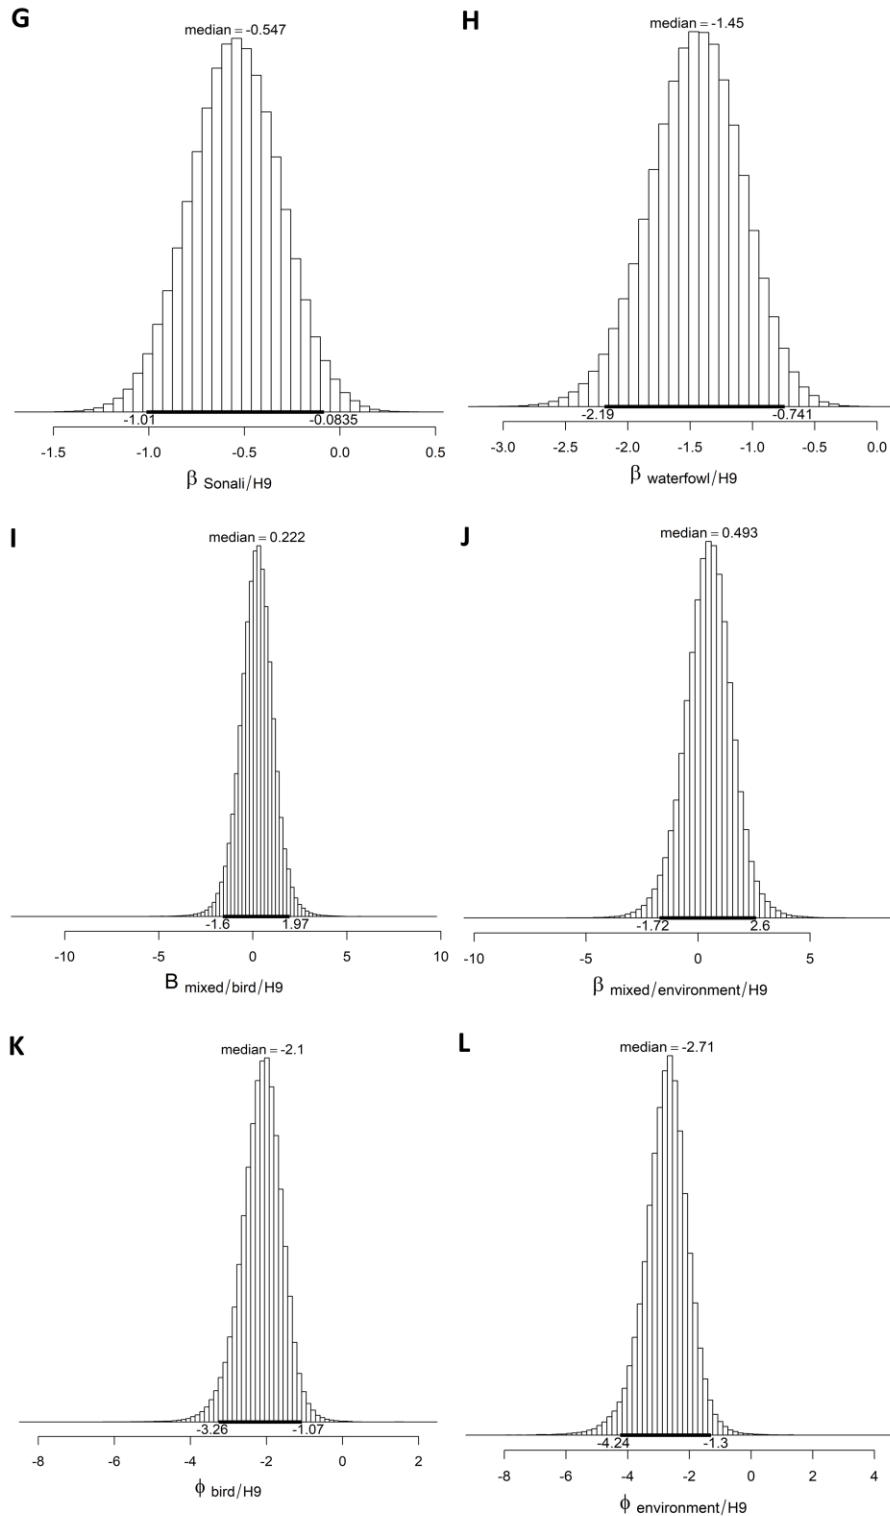 G
median = -0.547
-1.01 -0.0835
-1.5 -1.0 -0.5 0.0 0.5
β Sonali/H9
H
median = -1.45
-2.19 -0.741
-3.0 -2.5 -2.0 -1.5 -1.0 -0.5 0.0
β waterfowl/H9
I
median = 0.222
-1.6 1.97
-10 -5 0 5 10
B mixed/bird/H9
J
median = 0.493
-1.72 2.6
-10 -5 0 5
β mixed/environment/H9
K
median = -2.1
-3.26 -1.07
-8 -6 -4 -2 0 2
ϕ bird/H9
L
median = -2.71
-4.24 -1.3
-8 -6 -4 -2 0 2 4
ϕ environment/H9